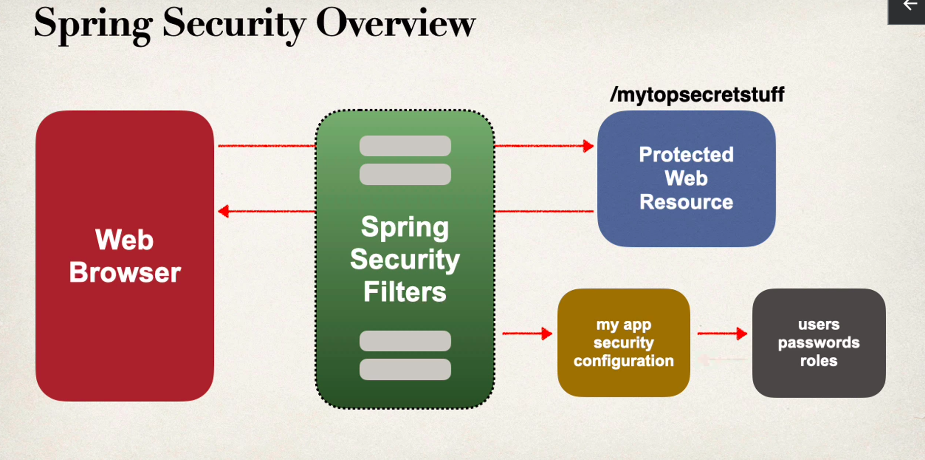 Spring Security Overview
/mytopsecretstuff
Web
Browser
Spring
Security
Filters
Protected
Web
Resource
my app
security
configuration
users
passwords
roles